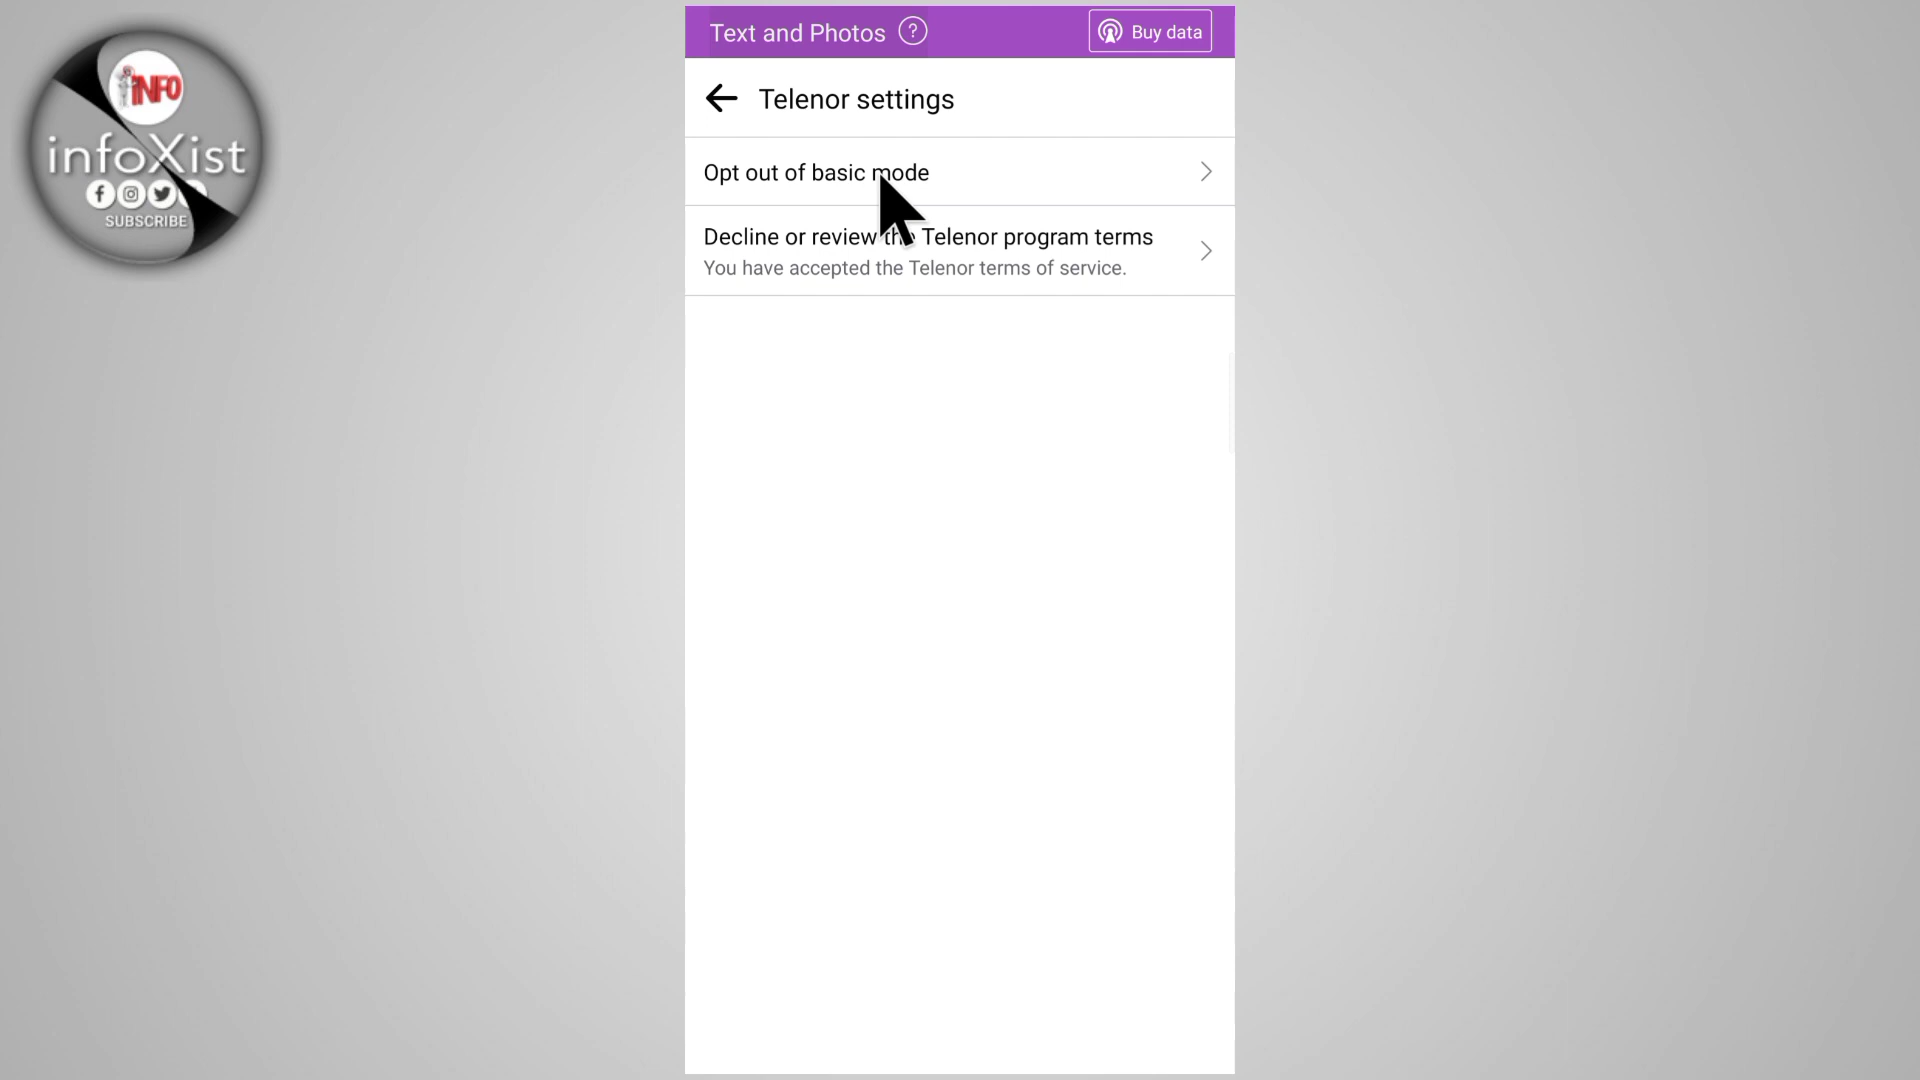 Text and Photos ?
Buy data
Telenor settings
Opt out of basic mode
Decline or review the Telenor program terms
You have accepted the Telenor terms of service.
INFO
infoXist
SUBSCRIBE